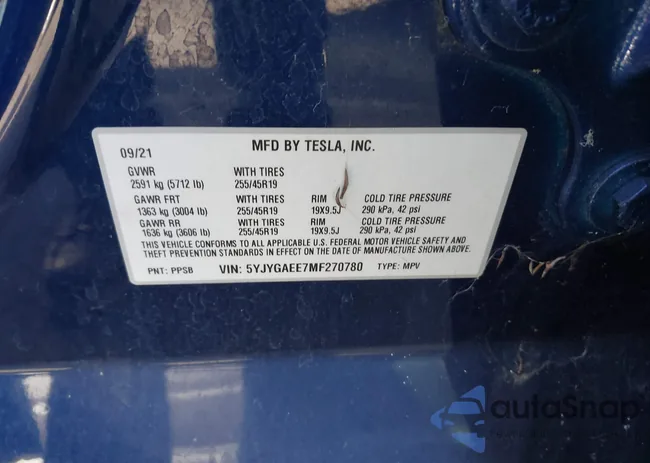 09/21 MFD BY TESLA, INC.
GVWR WITH TIRES
2591 kg (5712 lb) 255/45R19
GAWR FRT WITH TIRES RIM COLD TIRE PRESSURE
1363 kg (3004 lb) 255/45R19 19X9.5J 290 kPa, 42 psi
GAWR RR WITH TIRES RIM COLD TIRE PRESSURE
1636 kg (3606 lb) 255/45R19 19X9.5J 290 kPa, 42 psi
THIS VEHICLE CONFORMS TO ALL APPLICABLE U.S. FEDERAL MOTOR VEHICLE SAFETY AND
THEFT PREVENTION STANDARDS IN EFFECT ON THE DATE OF MANUFACTURE SHOWN ABOVE.
PNT: PPSB VIN: 5YJYGAEE7MF270780 TYPE: MPV
autoSnap